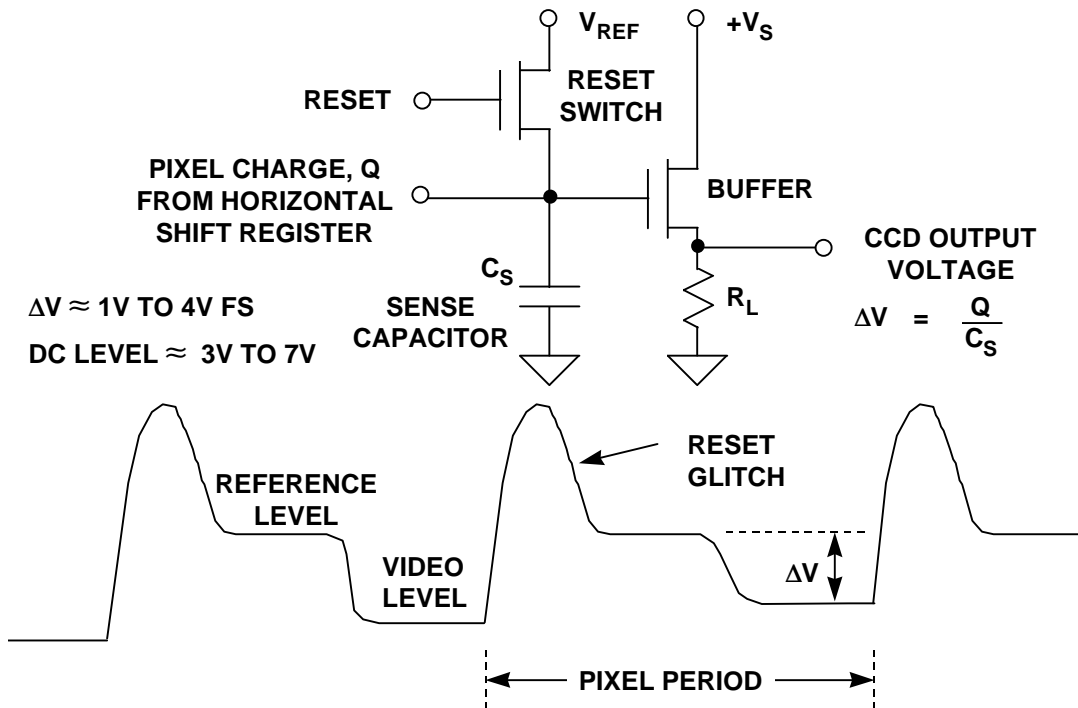 V_REF
+V_S
RESET
RESET
SWITCH
PIXEL CHARGE, Q
FROM HORIZONTAL
SHIFT REGISTER
BUFFER
CCD OUTPUT
VOLTAGE
ΔV = Q
C_S
C_S
SENSE
CAPACITOR
R_L
ΔV ≈ 1V TO 4V FS
DC LEVEL ≈ 3V TO 7V
REFERENCE
LEVEL
RESET
GLITCH
VIDEO
LEVEL
ΔV
PIXEL PERIOD